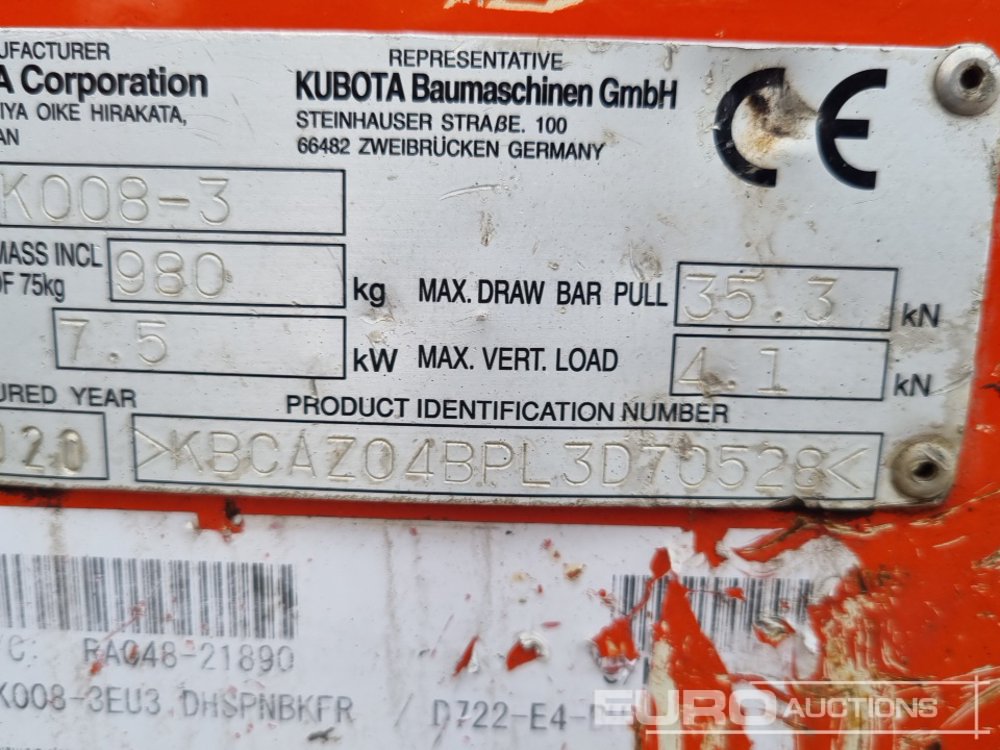 UFACTURER
A Corporation
IYA OIKE HIRAKATA,
AN
REPRESENTATIVE
KUBOTA Baumaschinen GmbH
STEINHAUSER STRAßE. 100
66482 ZWEIBRÜCKEN GERMANY
CE
K008-3
MASS INCL
OF 75kg
980 kg
MAX. DRAW BAR PULL 35.3 kN
7.5 kW
MAX. VERT. LOAD 4.1 kN
URED YEAR
020
PRODUCT IDENTIFICATION NUMBER
>KBCAZ04BPL3D70528<
/C: RA048-21890
K008-3EU3 DHSPNBKFR / D722-E4-
EURO AUCTIONS